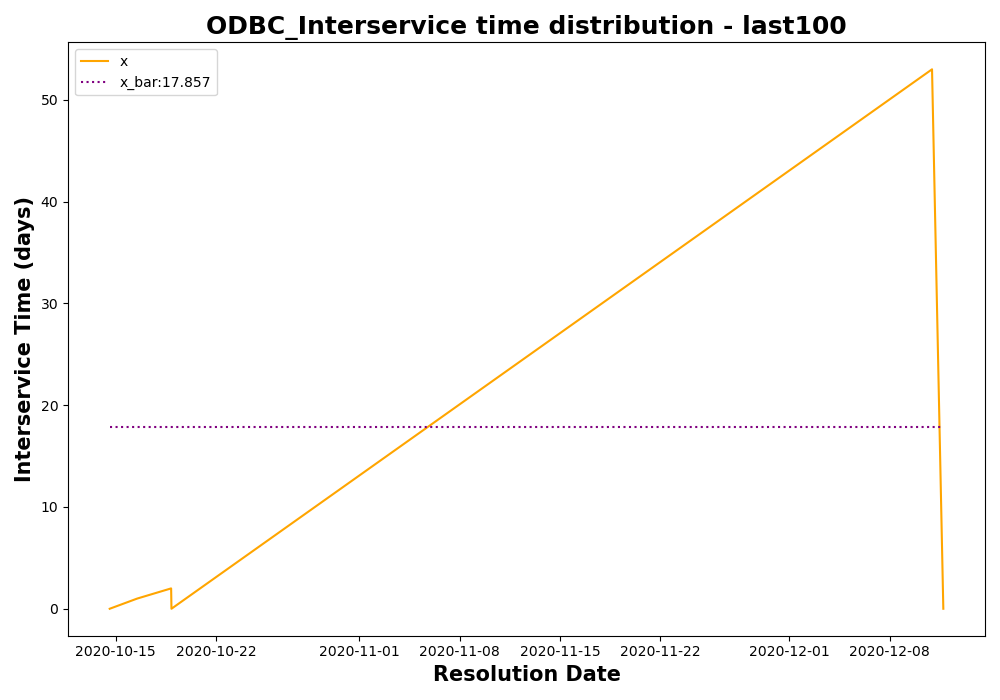 ODBC_Interservice time distribution - last100
x
x_bar:17.857
Interservice Time (days)
50
40
30
20
10
0
2020-10-15 2020-10-22 2020-11-01 2020-11-08 2020-11-15 2020-11-22 2020-12-01 2020-12-08
Resolution Date